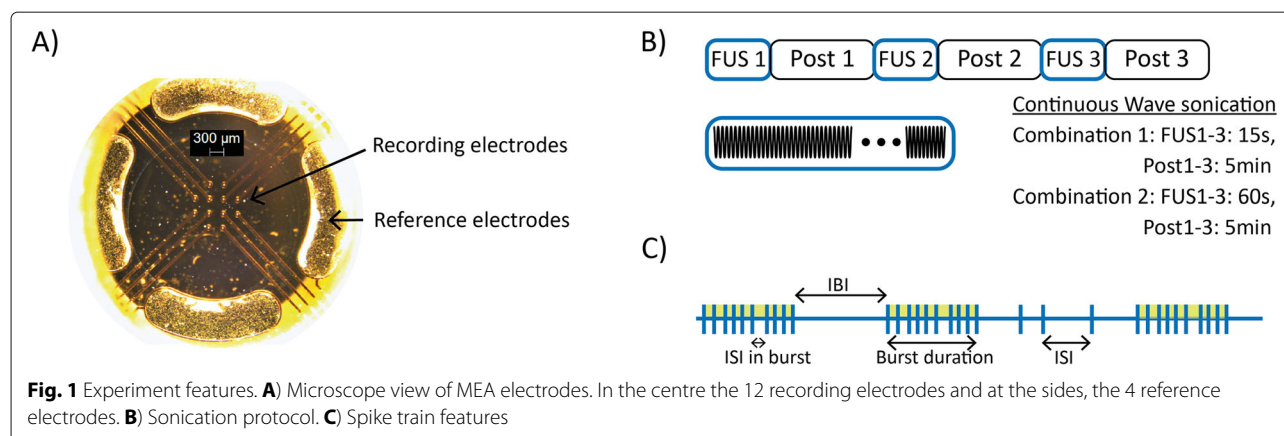 A)
300 µm
Recording electrodes
Reference electrodes
B)
FUS 1 Post 1 FUS 2 Post 2 FUS 3 Post 3
Continuous Wave sonication
Combination 1: FUS1-3: 15s,
Post1-3: 5min
Combination 2: FUS1-3: 60s,
Post1-3: 5min
C)
IBI
ISI in burst Burst duration ISI
Fig. 1 Experiment features. A) Microscope view of MEA electrodes. In the centre the 12 recording electrodes and at the sides, the 4 reference
electrodes. B) Sonication protocol. C) Spike train features